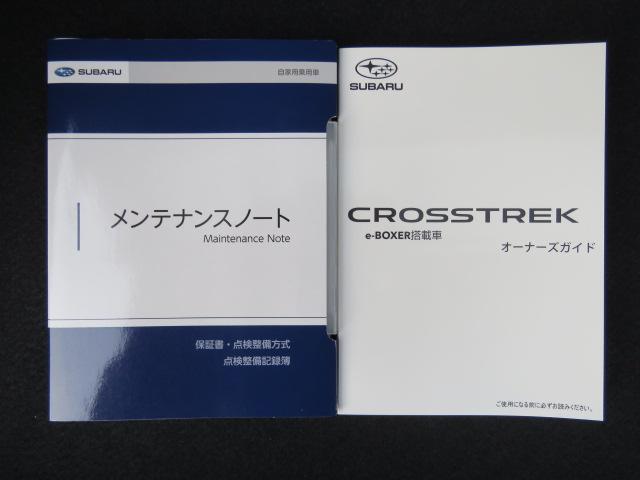 SUBARU
自家用乗用車
メンテナンスノート
Maintenance Note
保証書・点検整備方式
点検整備記録簿
SUBARU
CROSSTREK
e-BOXER搭載車
オーナーズガイド
ご使用になる前に必ずお読みください。